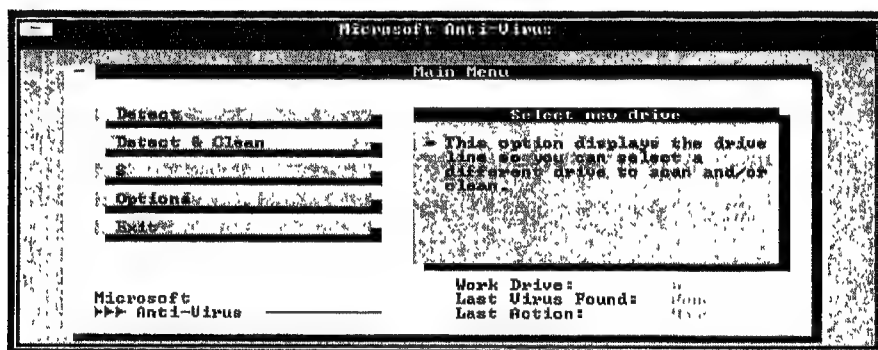 Microsoft Anti-Virus
Main Menu
Detect
Detect & Clean
S
Options
Exit
Select new drive
- This option displays the drive
line so you can select a
different drive to scan and/or
clean.
Work Drive:
Last Virus Found: None
Last Action:
Microsoft
▶▶▶ Anti-Virus